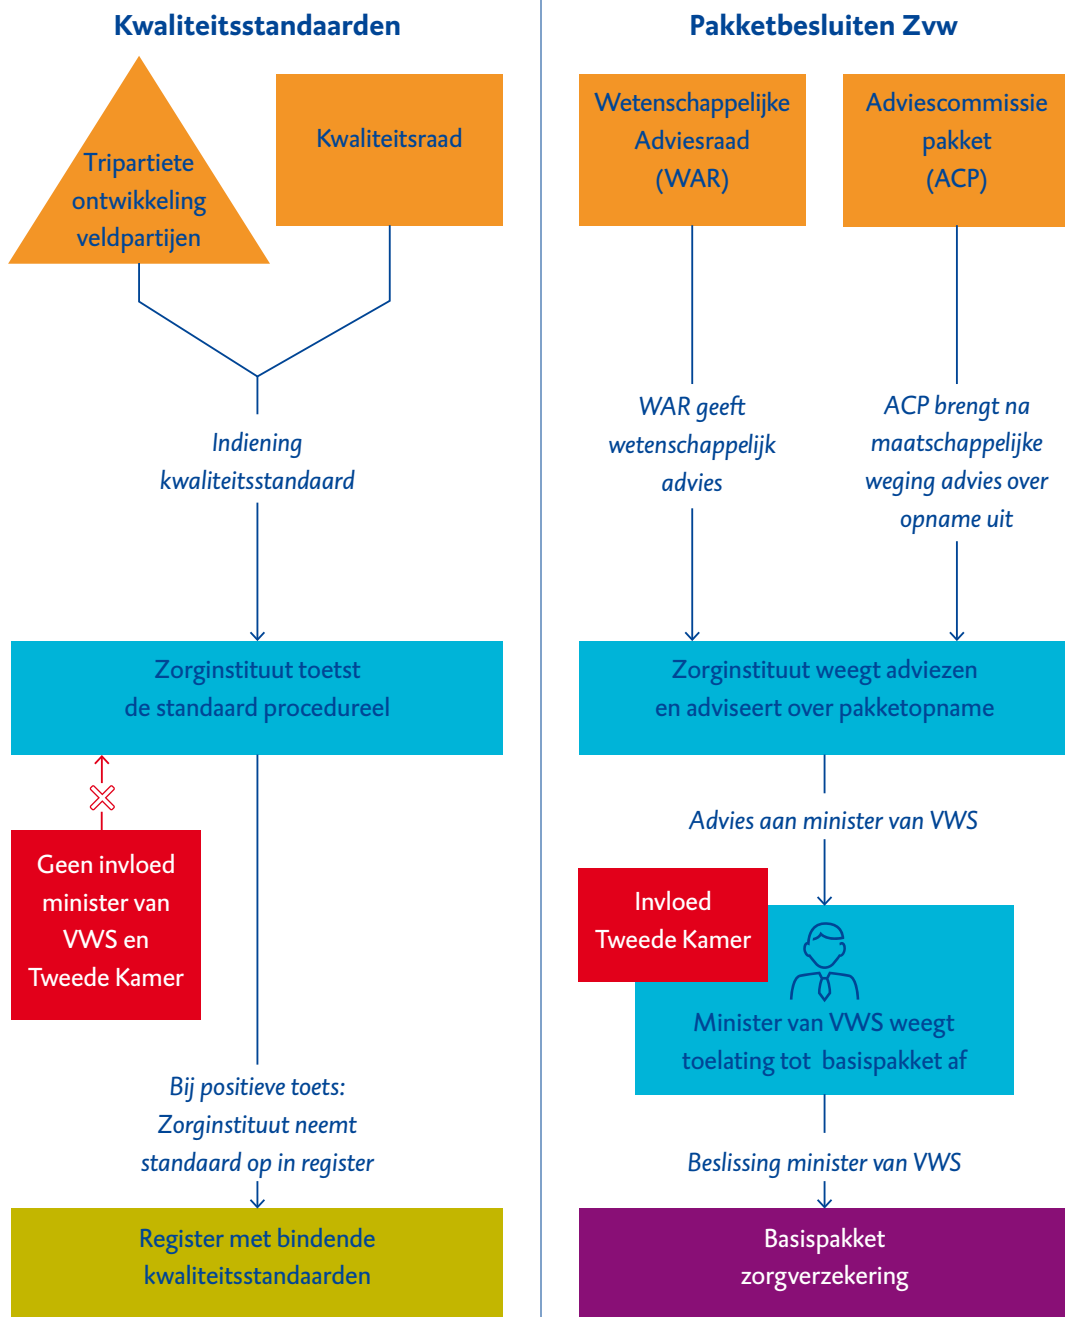 Kwaliteitsstandaarden
Tripartiete
ontwikkeling
veldpartijen
Kwaliteitsraad
Indiening
kwaliteitsstandaard
Zorginstituut toetst
de standaard procedureel
Geen invloed
minister van
VWS en
Tweede Kamer
Bij positieve toets:
Zorginstituut neemt
standaard op in register
Register met bindende
kwaliteitsstandaarden
Pakketbesluiten Zvw
Wetenschappelijke
Adviesraad
(WAR)
Adviescommissie
pakket
(ACP)
WAR geeft
wetenschappelijk
advies
ACP brengt na
maatschappelijke
weging advies over
opname uit
Zorginstituut weegt adviezen
en adviseert over pakketopname
Advies aan minister van VWS
Invloed
Tweede Kamer
Minister van VWS weegt
toelating tot basispakket af
Beslissing minister van VWS
Basispakket
zorgverzekering